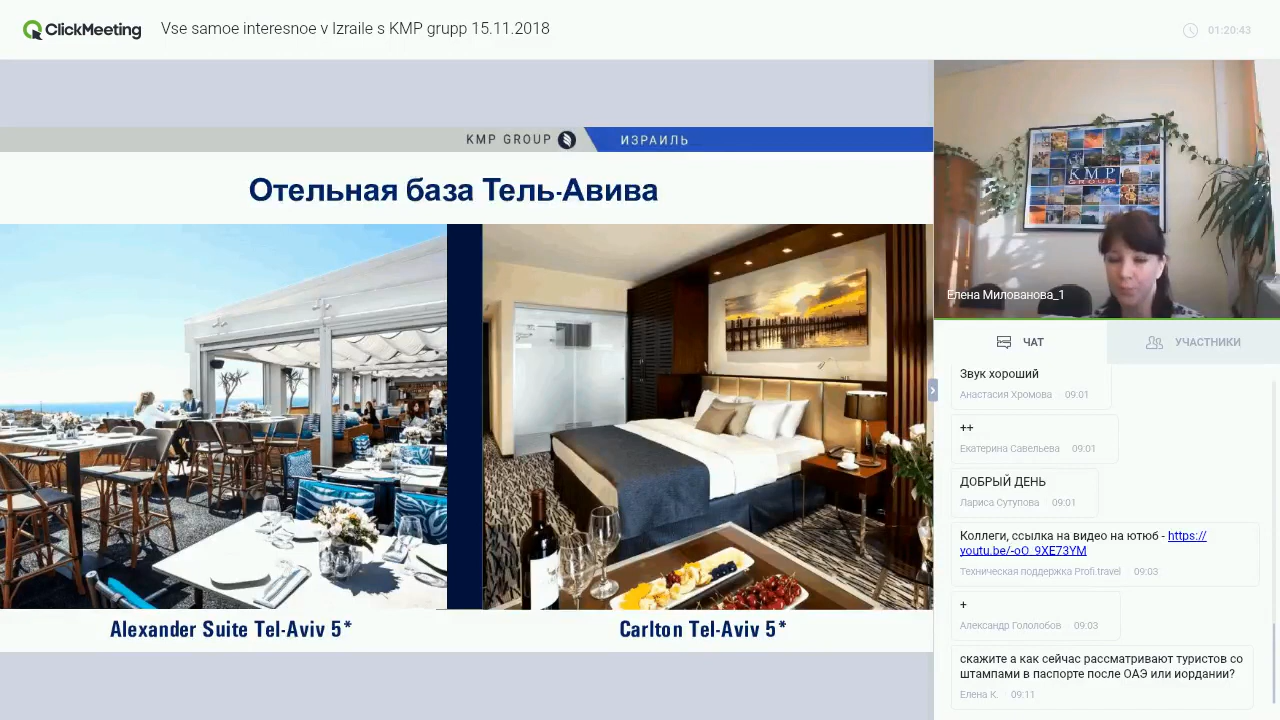 ClickMeeting
Vse samoe interesnoe v Izraile s KMP grupp 15.11.2018
01:20:43
KMP GROUP
ИЗРАИЛЬ
Отельная база Тель-Авива
Alexander Suite Tel-Aviv 5*
Carlton Tel-Aviv 5*
KMP
GROUP
Елена Милованова_1
ЧАТ
УЧАСТНИКИ
Звук хороший
Анастасия Хромова · 09:01
++
Екатерина Савельева · 09:01
ДОБРЫЙ ДЕНЬ
Лариса Сутупова · 09:01
Коллеги, ссылка на видео на ютюб - https://
youtu.be/-oO_9XE73YM
Техническая поддержка Profi.travel · 09:03
+
Александр Гололобов · 09:03
скажите а как сейчас рассматривают туристов со
штампами в паспорте после ОАЭ или иордании?
Елена К. · 09:11